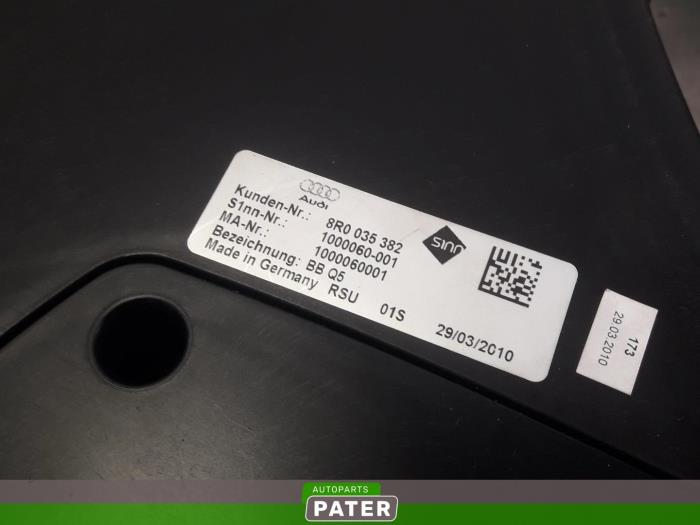 Audi
Kunden-Nr.: 8R0 035 382
S1nn-Nr.: 1000060-001
MA-Nr.: 1000060001
Bezeichnung: BB Q5
Made in Germany RSU 01S 29/03/2010
S1NN
173
29.03.2010
AUTOPARTS
PATER